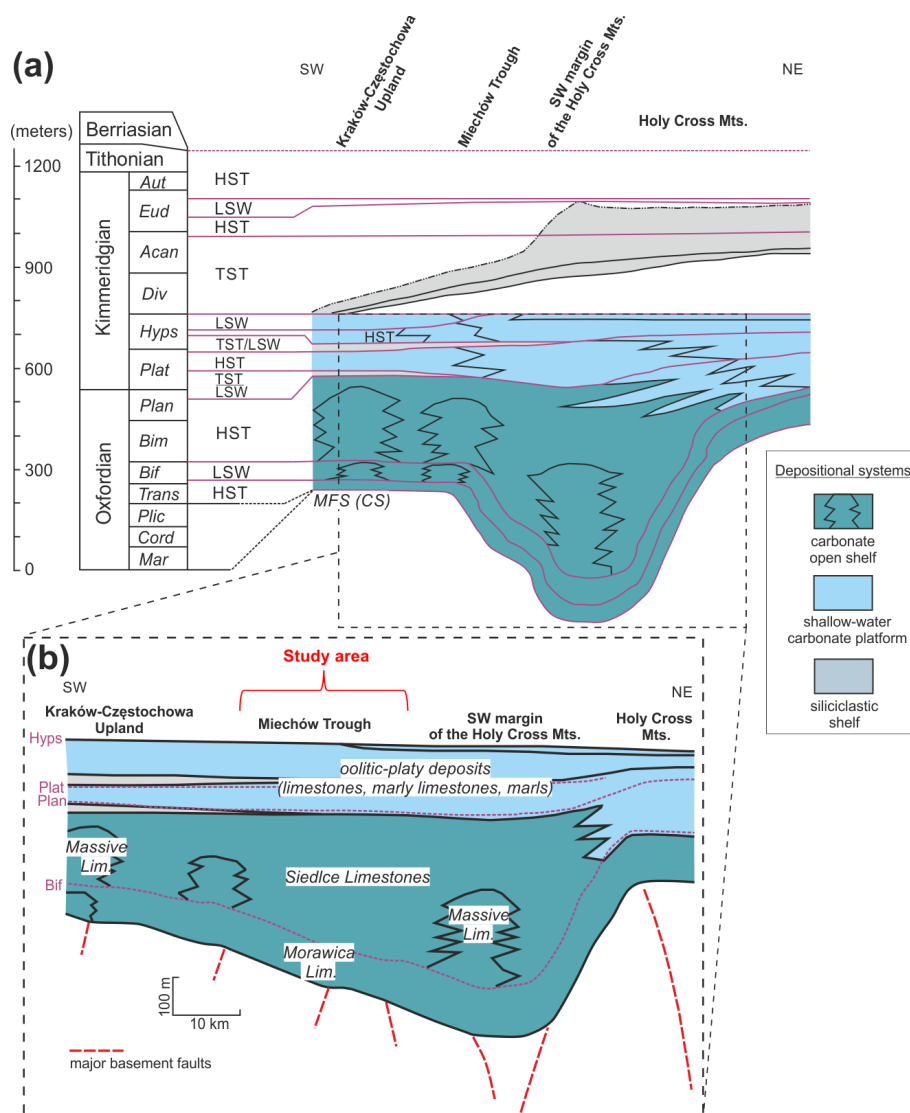 (a)
SW
Kraków-Częstochowa
Upland
Miechów Trough
SW margin
of the Holy Cross Mts.
Holy Cross Mts.
NE
(meters)
1200
900
600
300
0
Berriasian
Tithonian
Kimmeridgian
Oxfordian
Aut
Eud
Acan
Div
Hyps
Plat
Plan
Bim
Bif
Trans
Plic
Cord
Mar
HST
LSW
HST
TST
LSW
HST
TST/LSW
HST
TST
LSW
HST
LSW
HST
MFS (CS)
Depositional systems
carbonate
open shelf
shallow-water
carbonate platform
siliciclastic
shelf
(b)
Study area
SW
NE
Kraków-Częstochowa
Upland
Miechów Trough
SW margin
of the Holy Cross Mts.
Holy Cross
Mts.
Hyps
Plat
Plan
Bif
oolitic-platy deposits
(limestones, marly limestones, marls)
Massive
Lim.
Siedlce Limestones
Massive
Lim.
Morawica
Lim.
100 m
10 km
major basement faults